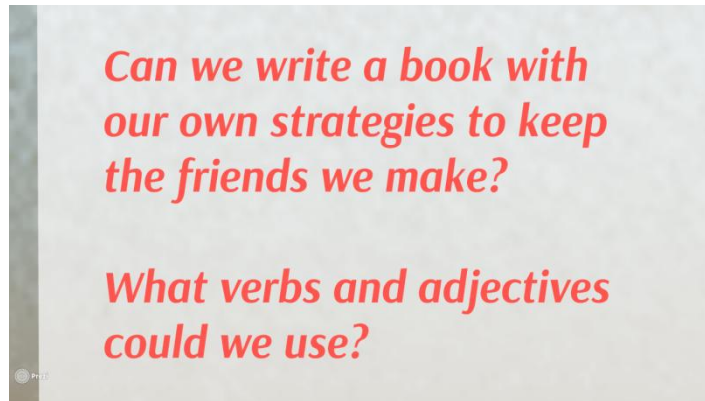 Can we write a book with
our own strategies to keep
the friends we make?
What verbs and adjectives
could we use?
Prezi